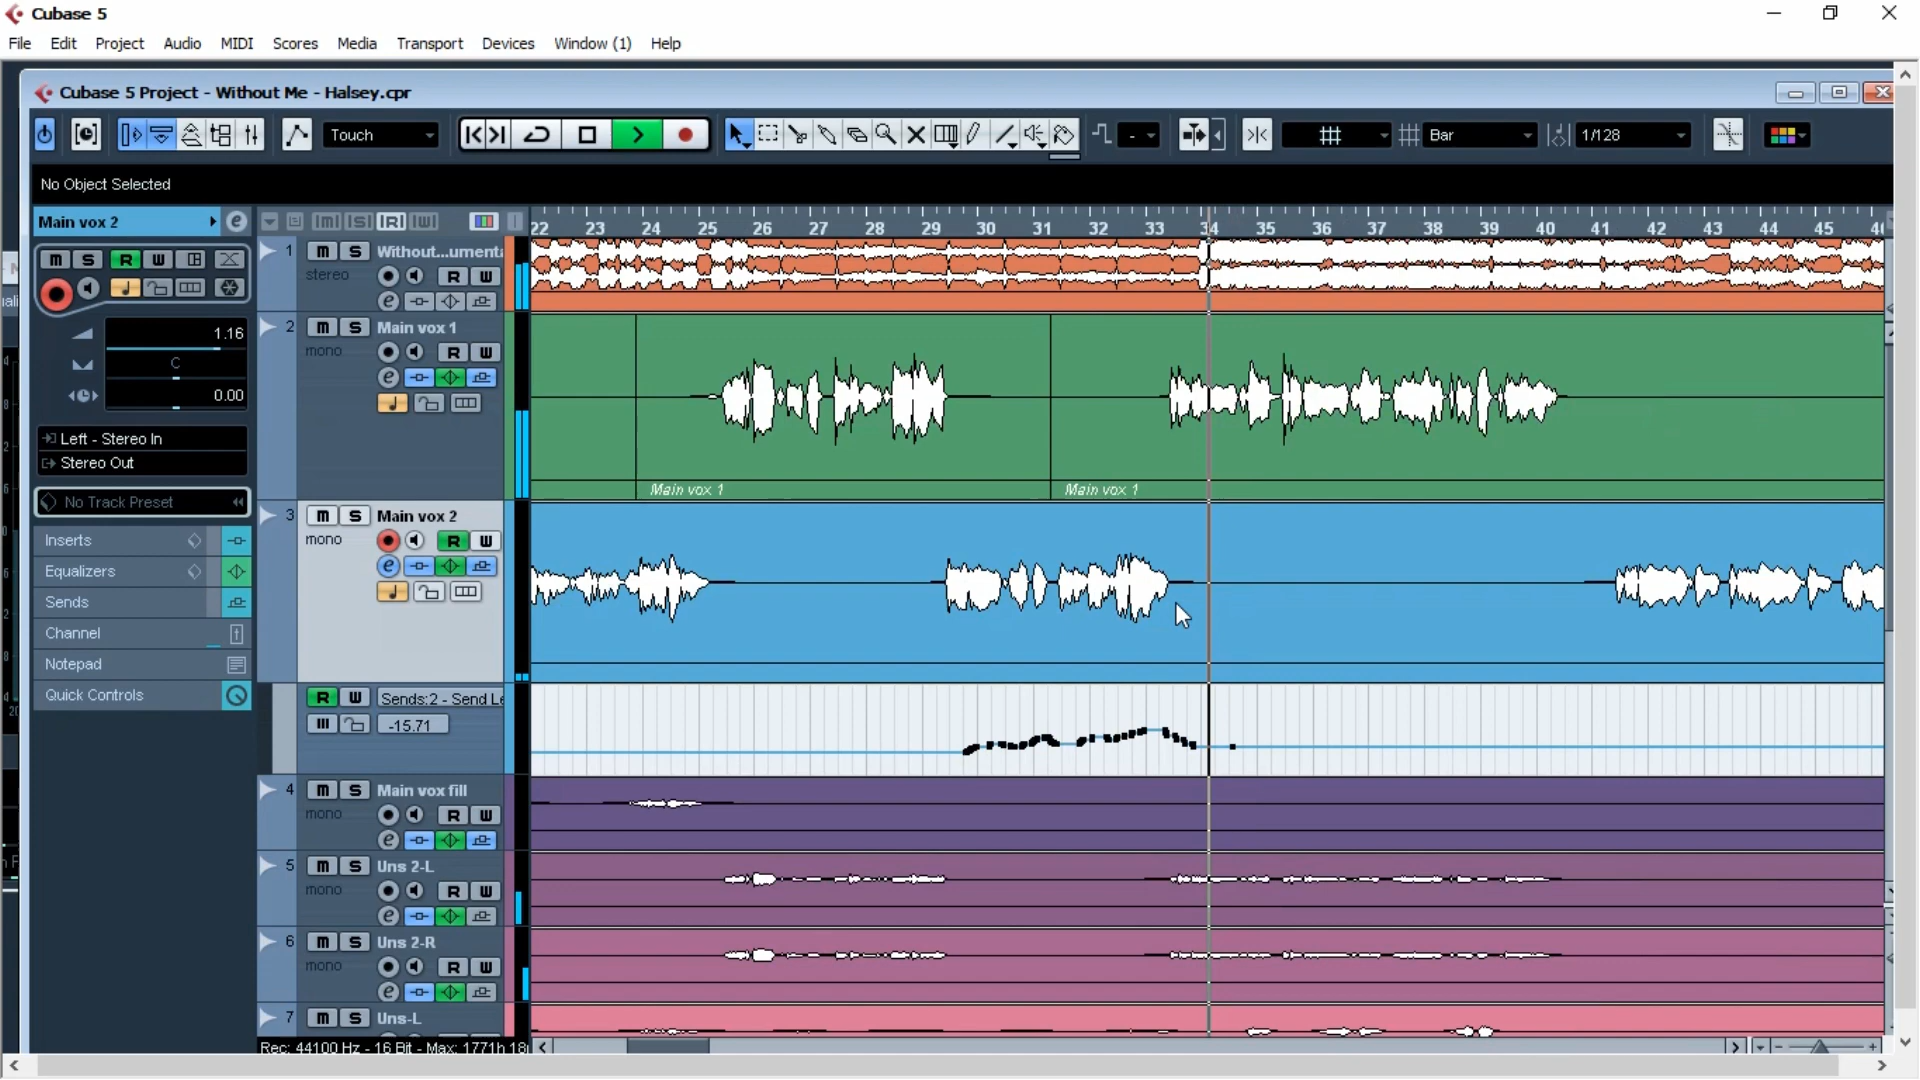 Cubase 5
File Edit Project Audio MIDI Scores Media Transport Devices Window (1) Help
Cubase 5 Project - Without Me - Halsey.cpr
Touch
- Bar 1/128
No Object Selected
Main vox 2
22 23 24 25 26 27 28 29 30 31 32 33 34 35 36 37 38 39 40 41 42 43 44 45
m S R W
1.16
C
0.00
Left - Stereo In
Stereo Out
No Track Preset
Inserts
Equalizers
Sends
Channel
Notepad
Quick Controls
1 m S Without...umenta
stereo R W
e
2 m S Main vox 1
mono R W
e
Main vox 1 Main vox 1
3 m S Main vox 2
mono R W
e
R W Sends:2 - Send Le
-15.71
4 m S Main vox fill
mono R W
e
5 m S Uns 2-L
mono R W
e
6 m S Uns 2-R
mono R W
e
7 m S Uns-L
Rec: 44100 Hz - 16 Bit - Max: 1771h 18